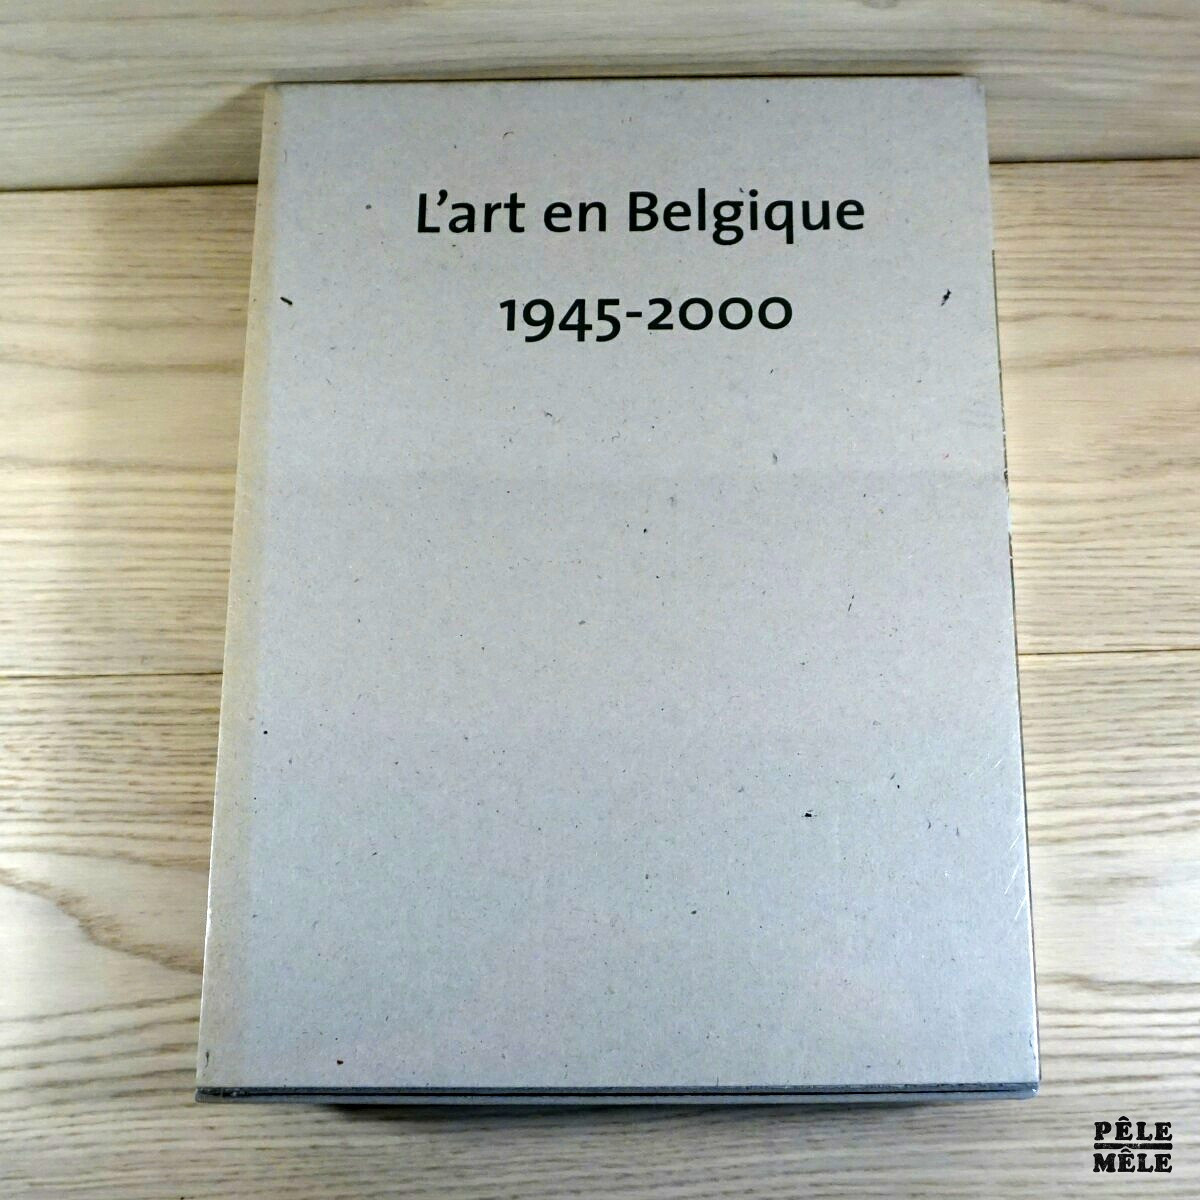 L'art en Belgique
1945-2000
PÊLE
MÊLE